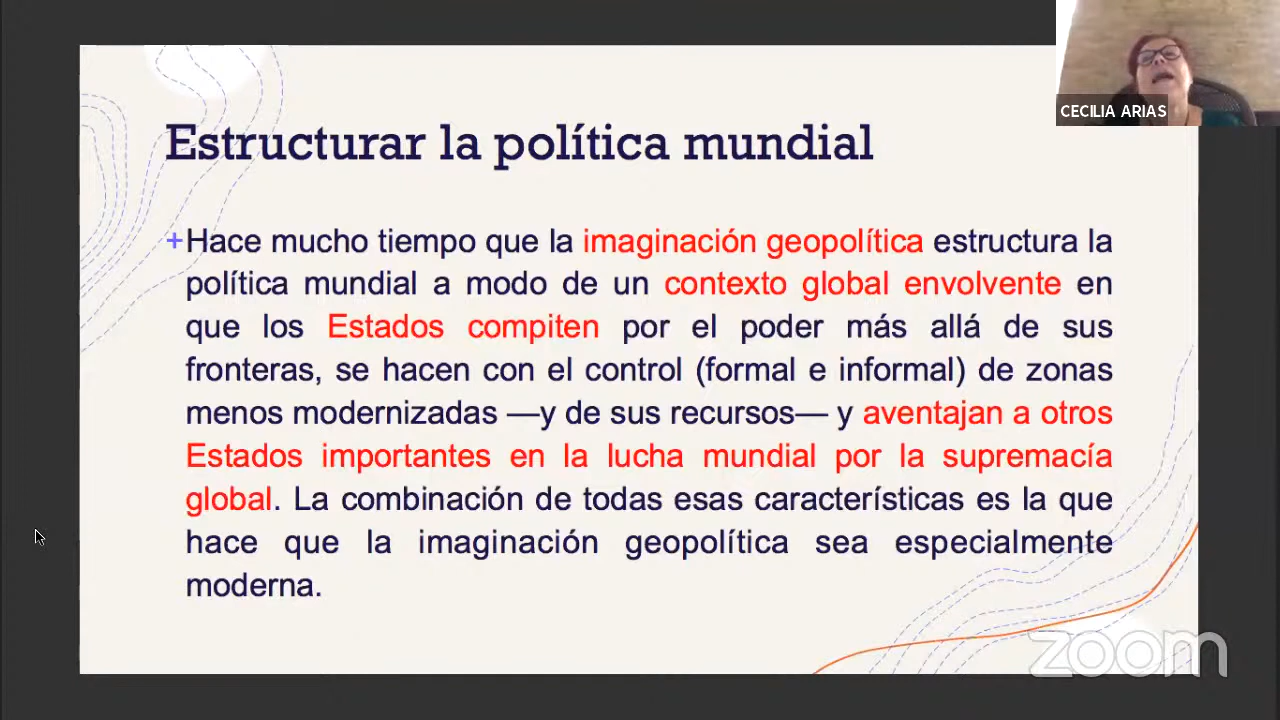 CECILIA ARIAS
Estructurar la política mundial
+Hace mucho tiempo que la imaginación geopolítica estructura la
política mundial a modo de un contexto global envolvente en
que los Estados compiten por el poder más allá de sus
fronteras, se hacen con el control (formal e informal) de zonas
menos modernizadas —y de sus recursos— y aventajan a otros
Estados importantes en la lucha mundial por la supremacía
global. La combinación de todas esas características es la que
hace que la imaginación geopolítica sea especialmente
moderna.
zoom